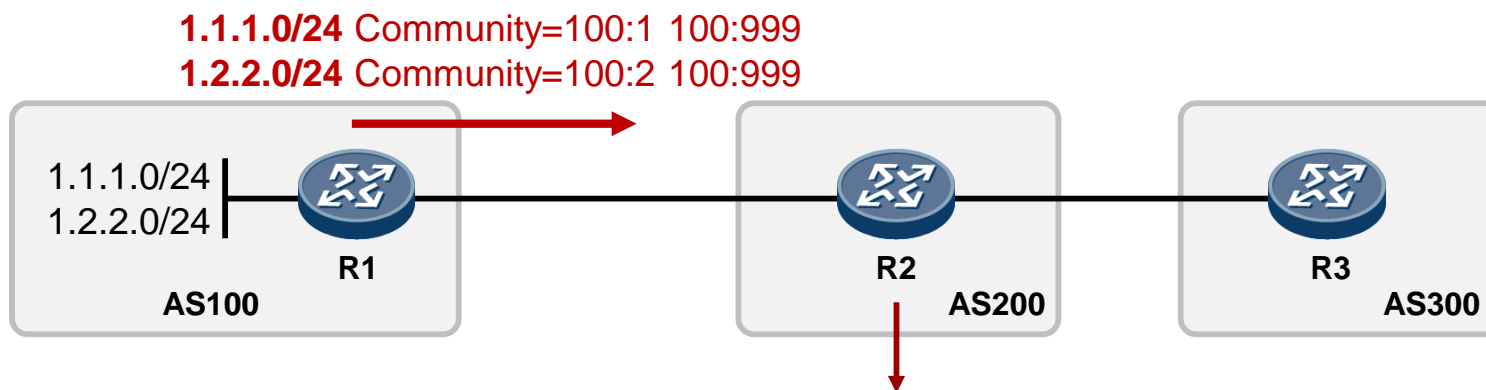 1.1.1.0/24 Community=100:1 100:999
1.2.2.0/24 Community=100:2 100:999
1.1.1.0/24
1.2.2.0/24
R1
R2
R3
AS100
AS200
AS300